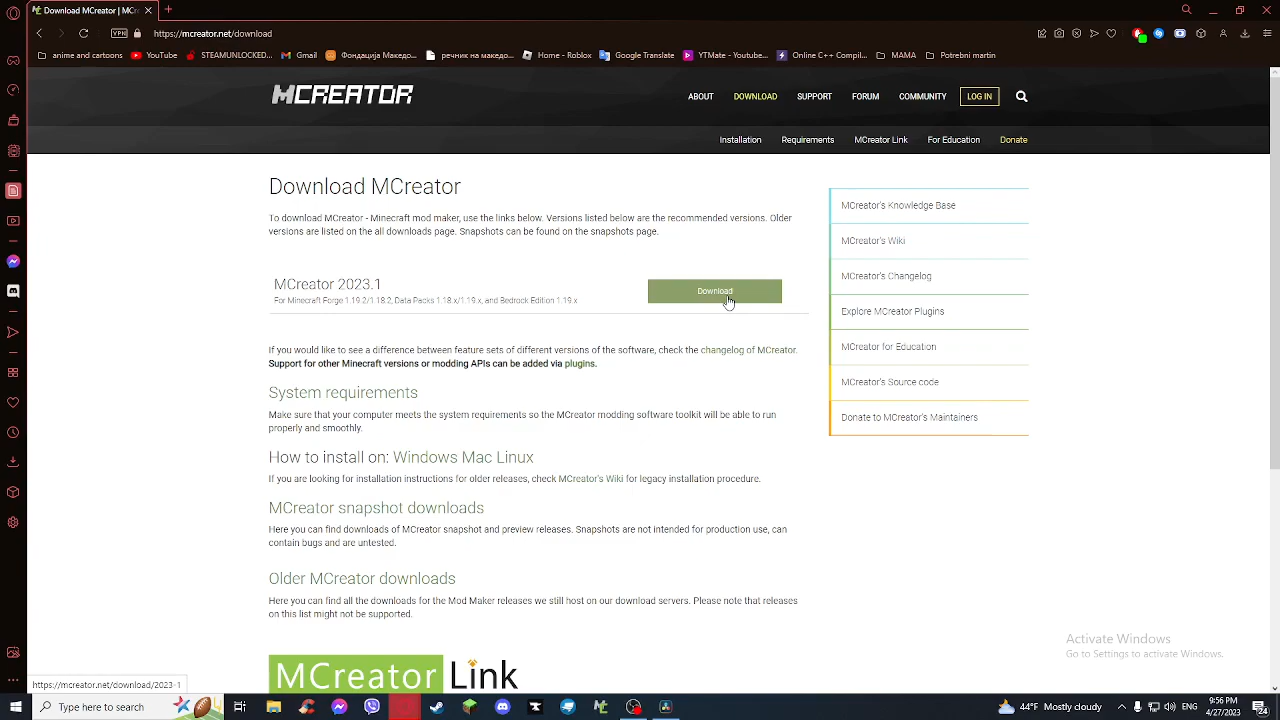 Download MCreator | MCr
https://mcreator.net/download
VPN
anime and cartoons
YouTube
STEAMUNLOCKED...
Gmail
Фондација Македо...
речник на македо...
Home - Roblox
Google Translate
YTMate - Youtube...
Online C++ Compil...
MAMA
Potrebni martin
MCREATOR
ABOUT
DOWNLOAD
SUPPORT
FORUM
COMMUNITY
LOG IN
Installation
Requirements
MCreator Link
For Education
Donate
Download MCreator
To download MCreator - Minecraft mod maker, use the links below. Versions listed below are the recommended versions. Older
versions are listed on the all downloads page. Snapshots can be found on the snapshots page.
MCreator 2023.1
For Minecraft Forge 1.19.2/1.18.2, Data Packs 1.18.x/1.19.x, and Bedrock Edition 1.19.x
Download
If you would like to see a difference between feature sets of different versions of the software, check the changelog of MCreator.
Support for other Minecraft versions or modding APIs can be added via plugins.
System requirements
Make sure that your computer meets the system requirements so the MCreator modding software toolkit will be able to run
properly and smoothly.
How to install on: Windows Mac Linux
If you are looking for installation instructions for older releases, check MCreator's Wiki for legacy installation procedure.
MCreator snapshot downloads
Here you can find downloads of MCreator snapshot and preview releases. Snapshots are not intended for production use, can
contain bugs and are untested.
Older MCreator downloads
Here you can find all the downloads for the Mod Maker releases we still host on our download servers. Please note that releases
on this list might not be supported.
MCreator Link
MCreator's Knowledge Base
MCreator's Wiki
MCreator's Changelog
Explore MCreator Plugins
MCreator for Education
MCreator's Source code
Donate to MCreator's Maintainers
Activate Windows
Go to Settings to activate Windows.
https://mcreator.net/download/2023-1
Type here to search
44°F Mostly cloudy
ENG
9:56 PM
4/27/2023